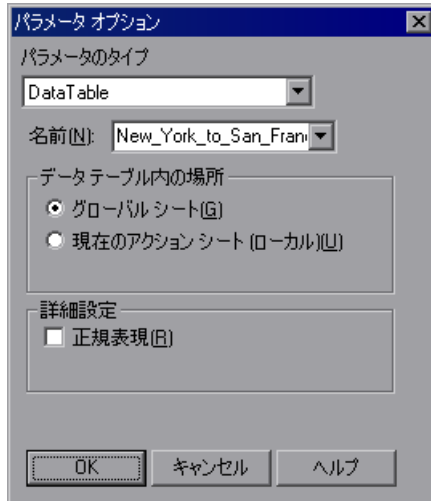 パラメータ オプション
パラメータのタイプ
DataTable
名前(N): New_York_to_San_Fran
データ テーブル内の場所
グローバル シート(G)
現在のアクション シート (ローカル)(U)
詳細設定
正規表現(R)
OK キャンセル ヘルプ